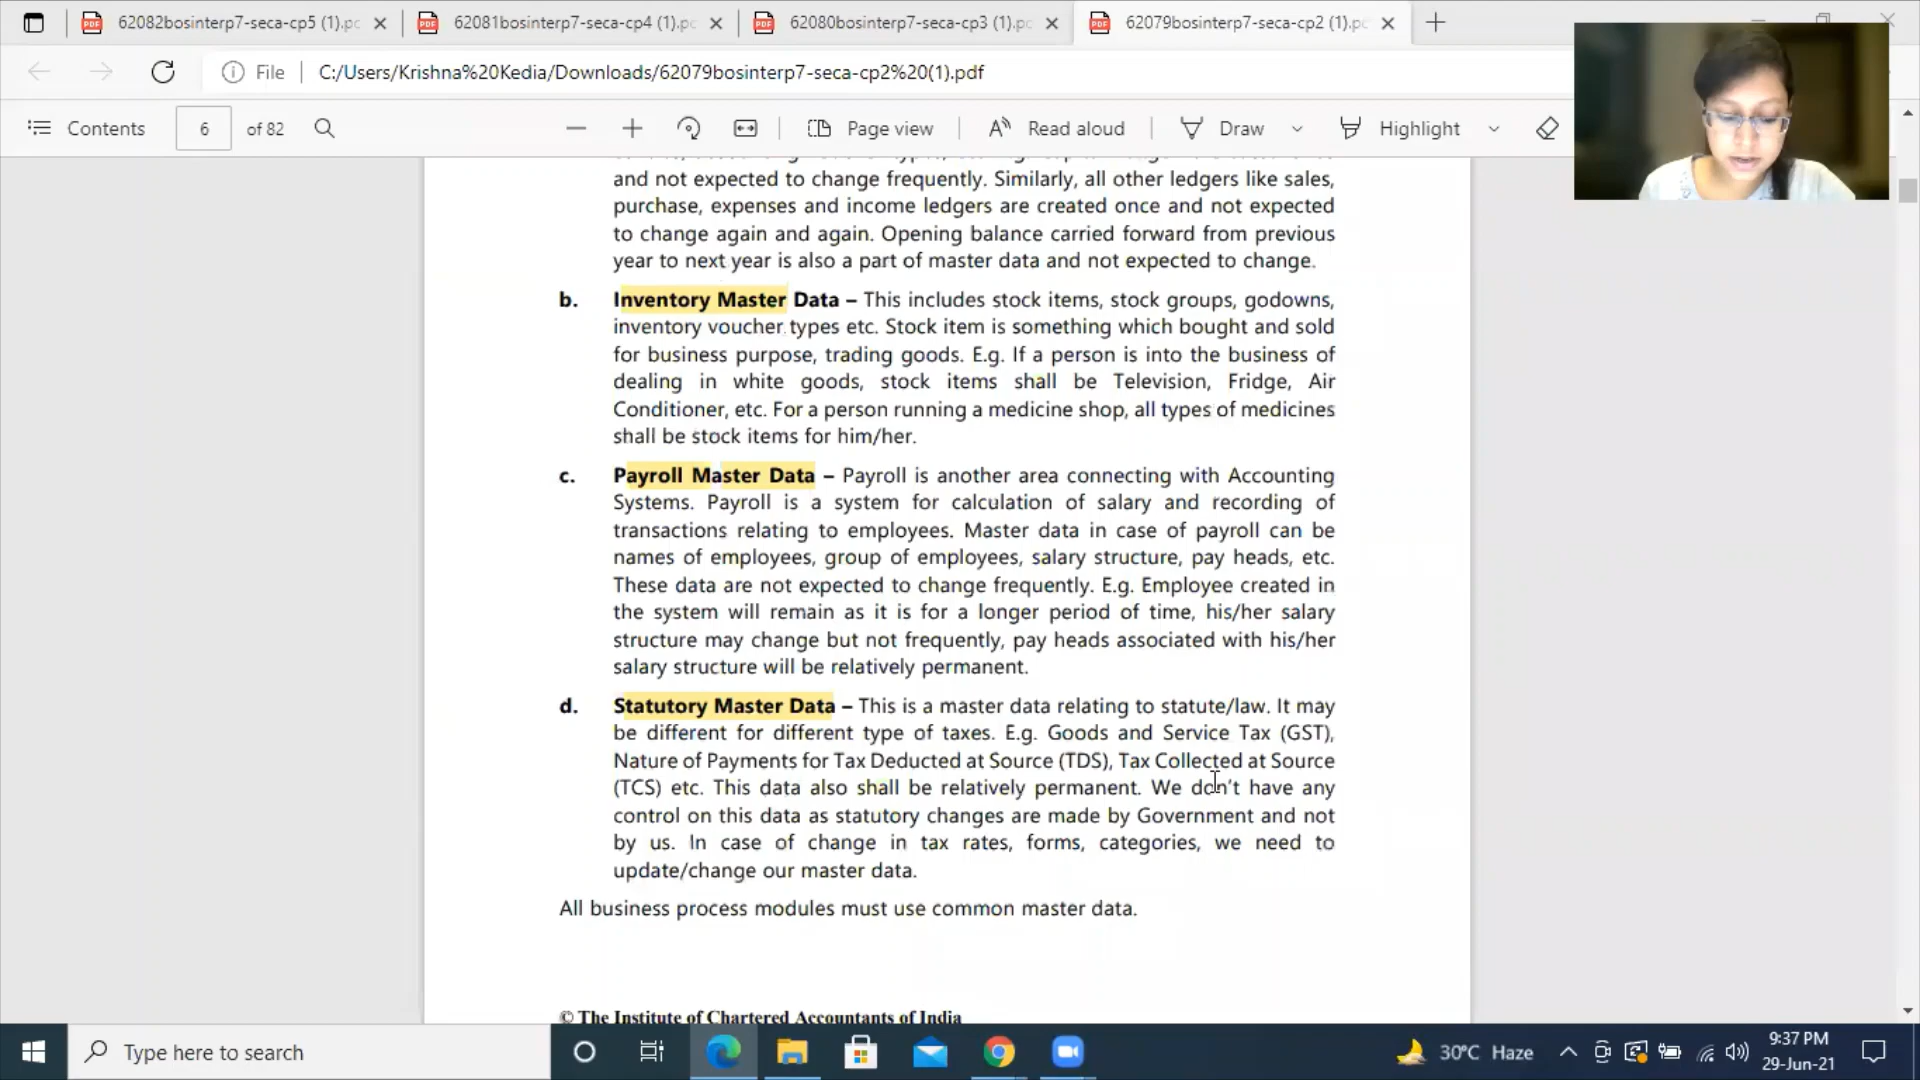 62082bosinterp7-seca-cp5 (1).pc
62081bosinterp7-seca-cp4 (1).pc
62080bosinterp7-seca-cp3 (1).pc
62079bosinterp7-seca-cp2 (1).pc
File C:/Users/Krishna%20Kedia/Downloads/62079bosinterp7-seca-cp2%20(1).pdf
Contents 6 of 82 Page view Read aloud Draw Highlight
and not expected to change frequently. Similarly, all other ledgers like sales,
purchase, expenses and income ledgers are created once and not expected
to change again and again. Opening balance carried forward from previous
year to next year is also a part of master data and not expected to change.
b. Inventory Master Data – This includes stock items, stock groups, godowns,
inventory voucher types etc. Stock item is something which bought and sold
for business purpose, trading goods. E.g. If a person is into the business of
dealing in white goods, stock items shall be Television, Fridge, Air
Conditioner, etc. For a person running a medicine shop, all types of medicines
shall be stock items for him/her.
c. Payroll Master Data – Payroll is another area connecting with Accounting
Systems. Payroll is a system for calculation of salary and recording of
transactions relating to employees. Master data in case of payroll can be
names of employees, group of employees, salary structure, pay heads, etc.
These data are not expected to change frequently. E.g. Employee created in
the system will remain as it is for a longer period of time, his/her salary
structure may change but not frequently, pay heads associated with his/her
salary structure will be relatively permanent.
d. Statutory Master Data – This is a master data relating to statute/law. It may
be different for different type of taxes. E.g. Goods and Service Tax (GST),
Nature of Payments for Tax Deducted at Source (TDS), Tax Collected at Source
(TCS) etc. This data also shall be relatively permanent. We don't have any
control on this data as statutory changes are made by Government and not
by us. In case of change in tax rates, forms, categories, we need to
update/change our master data.
All business process modules must use common master data.
© The Institute of Chartered Accountants of India
Type here to search
30°C Haze
9:37 PM
29-Jun-21